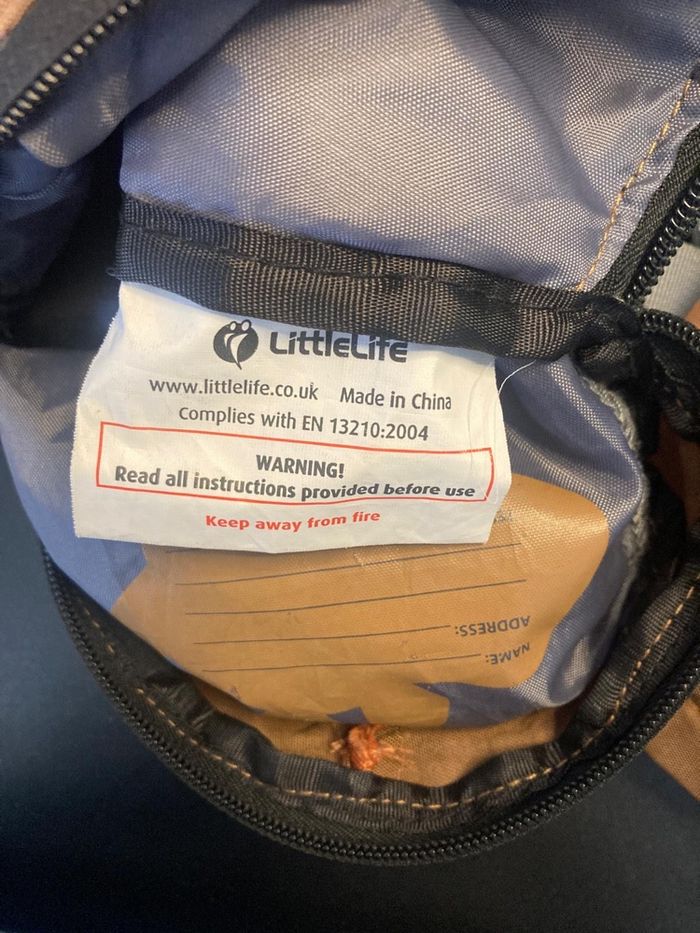 LittleLife
www.littlelife.co.uk Made in China
Complies with EN 13210:2004
WARNING!
Read all instructions provided before use
Keep away from fire
NAME:
ADDRESS: